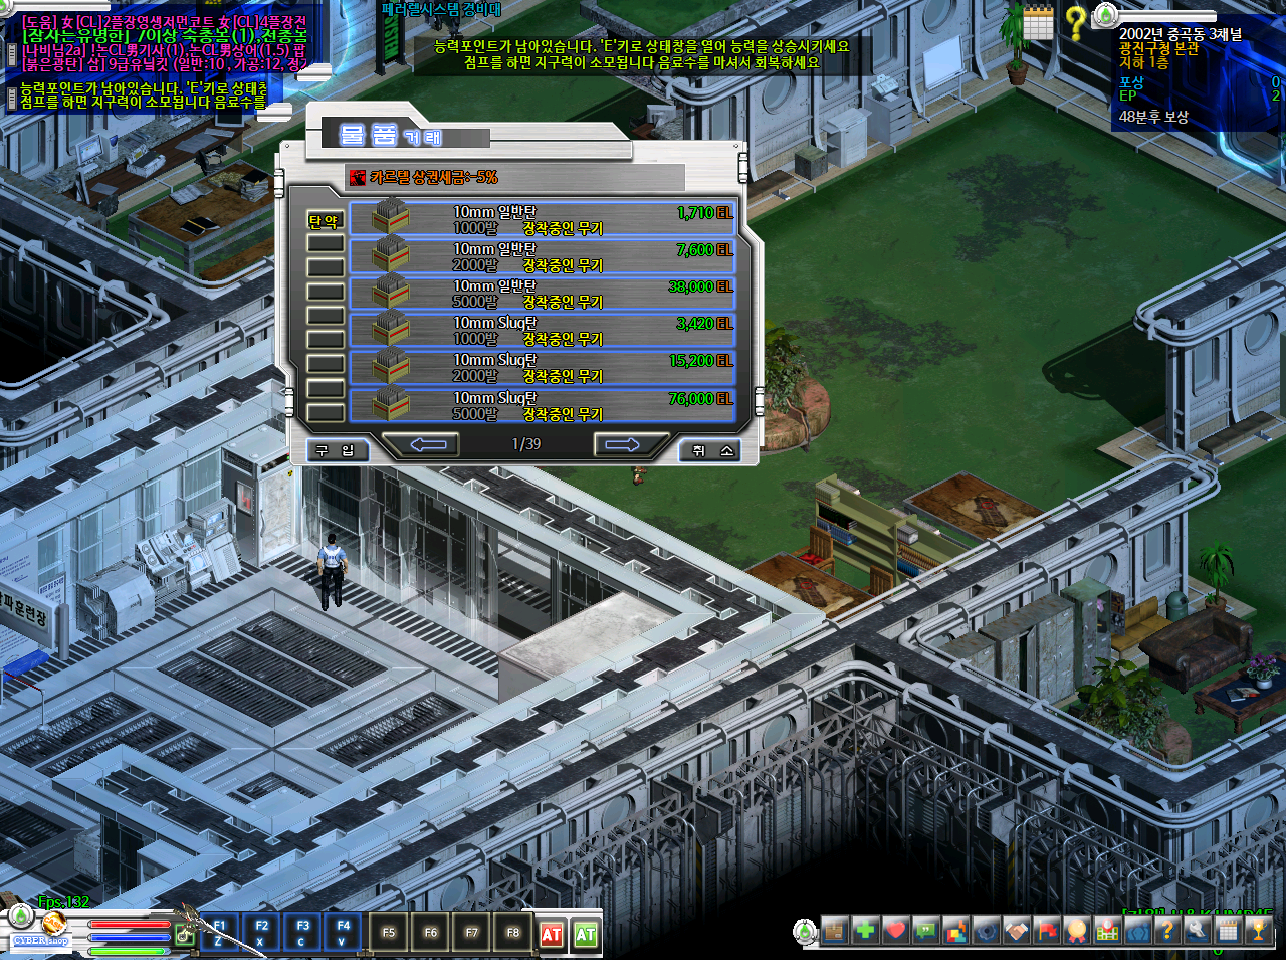 페러렐시스템 경비대
[도움] 女[CL]2플장영생저먼코트 女[CL]4플장전
[잠사는유명한] 70이상 속종폼(1),전종폼
[나비님2a] !논CL男기사(1),논CL男상어(1.5) 팝
[붉은광탄] 삼] 9급유닐킷 (일반:10 , 가공:12, 정기
능력포인트가 남아있습니다. 'E'키로 상태창
점프를 하면 지구력이 소모됩니다 음료수를
능력포인트가 남아있습니다. 'E'키로 상태창을 열어 능력을 상승시키세요
점프를 하면 지구력이 소모됩니다 음료수를 마셔서 회복하세요
2002년 중곡동 3채널
광진구청 본관
지하 1층
포상 0
EP 2
48분후 보상
물품거래
카르텔 상권세금:-5%
탄약
10mm 일반탄 1,710 EL
1000발 장착중인 무기
10mm 일반탄 7,600 EL
2000발 장착중인 무기
10mm 일반탄 38,000 EL
5000발 장착중인 무기
10mm Slug탄 3,420 EL
1000발 장착중인 무기
10mm Slug탄 15,200 EL
2000발 장착중인 무기
10mm Slug탄 76,000 EL
5000발 장착중인 무기
구 입
1/39
취 소
Fps.132
CYBER shop
F1 F2 F3 F4 F5 F6 F7 F8
Z X C V
AT AT